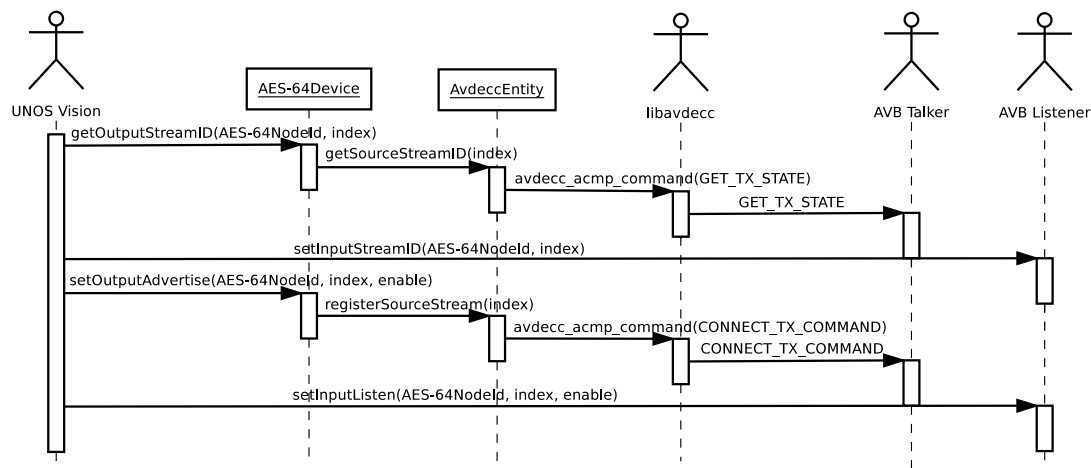 AES-64Device
AvdeccEntity
UNOS Vision
libavdecc
AVB Talker
AVB Listener
getOutputStreamID(AES-64NodeId, index)
getSourceStreamID(index)
avdecc_acmp_command(GET_TX_STATE)
GET_TX_STATE
setInputStreamID(AES-64NodeId, index)
setOutputAdvertise(AES-64NodeId, index, enable)
registerSourceStream(index)
avdecc_acmp_command(CONNECT_TX_COMMAND)
CONNECT_TX_COMMAND
setInputListen(AES-64NodeId, index, enable)